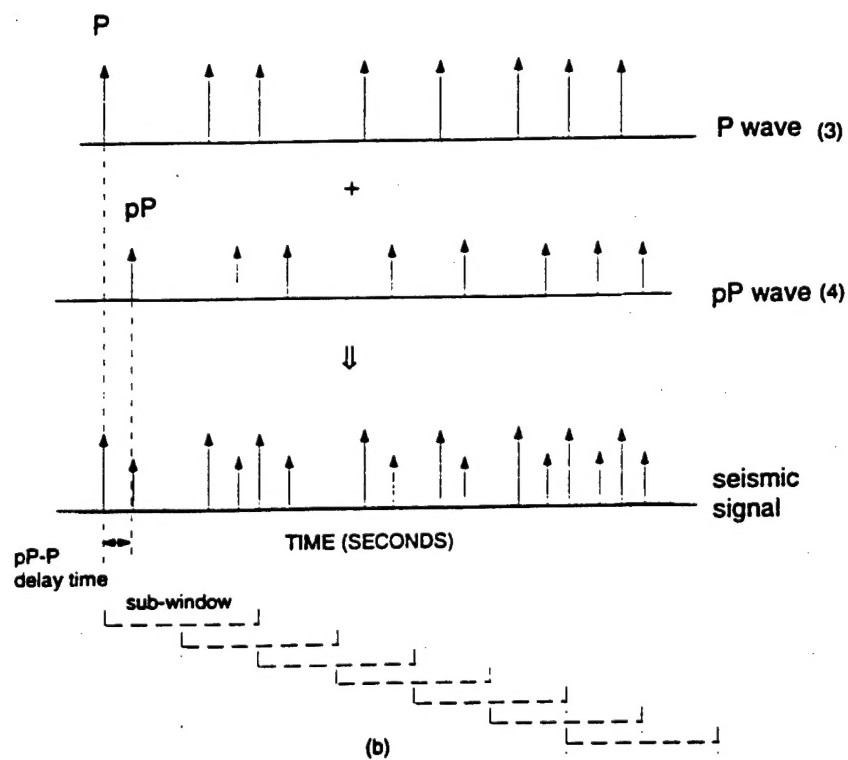 P
P wave (3)
+
pP
pP wave (4)
⇓
seismic
signal
TIME (SECONDS)
pP-P
delay time
sub-window
(b)